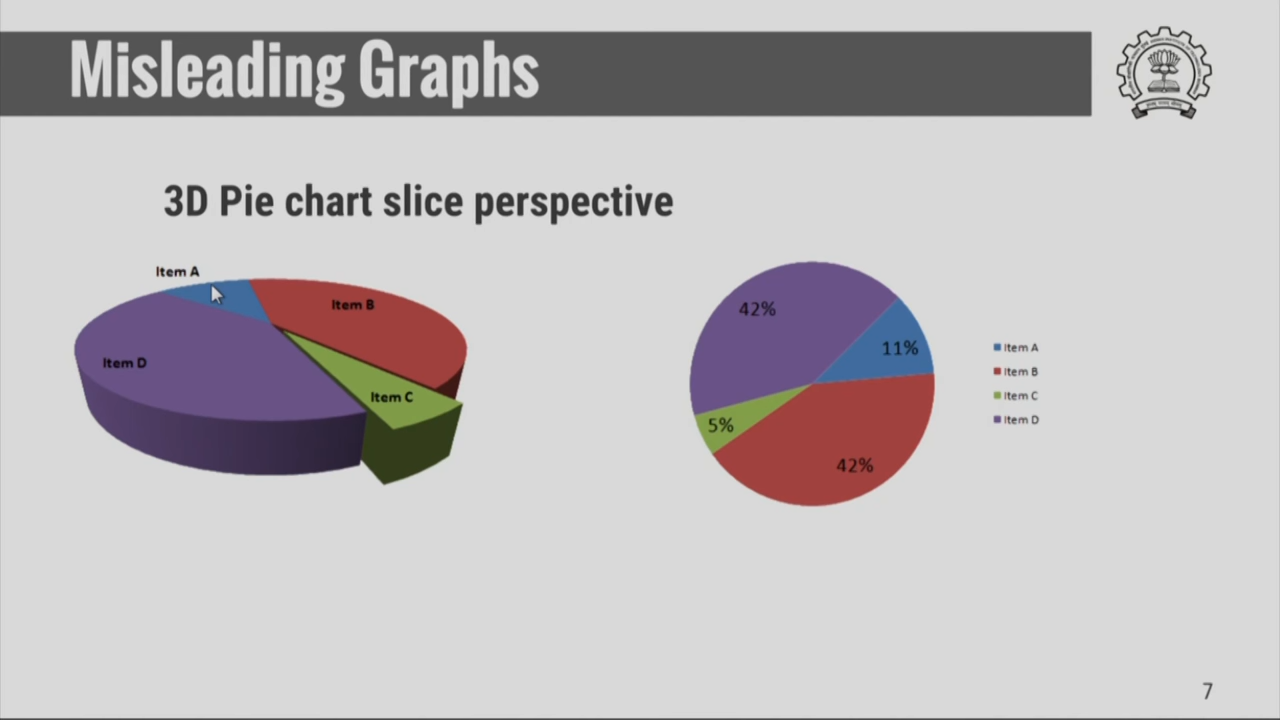 Misleading Graphs
3D Pie chart slice perspective
Item A
Item B
Item D
Item C
42%
11%
5%
42%
Item A
Item B
Item C
Item D
7